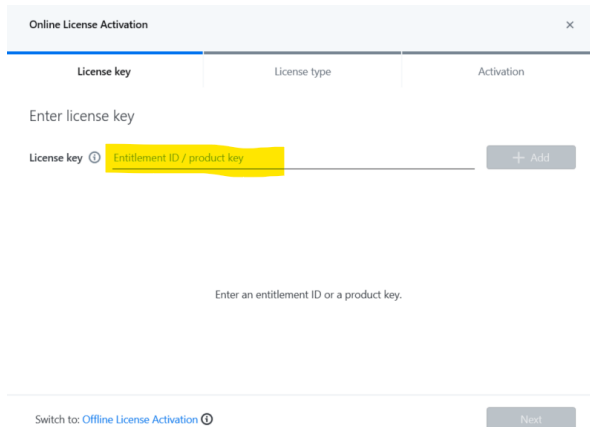 Online License Activation ×
License key License type Activation
Enter license key
License key Entitlement ID / product key + Add
Enter an entitlement ID or a product key.
Switch to: Offline License Activation Next